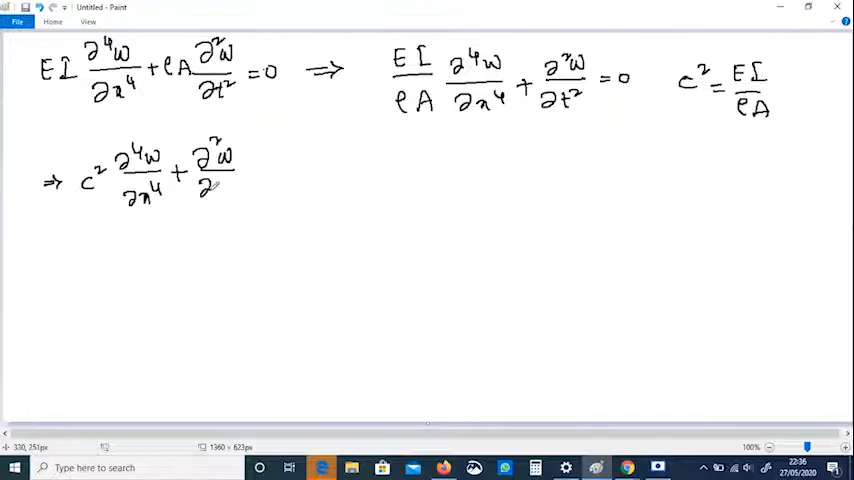 Untitled - Paint
File Home View
EI ∂⁴w/∂x⁴ + ρA ∂²w/∂t² = 0 ⇒ EI/ρA ∂⁴w/∂x⁴ + ∂²w/∂t² = 0 c² = EI/ρA
⇒ c² ∂⁴w/∂x⁴ + ∂²w/∂
330, 251px 1360 × 623px 100%
Type here to search
22:36
27/05/2020